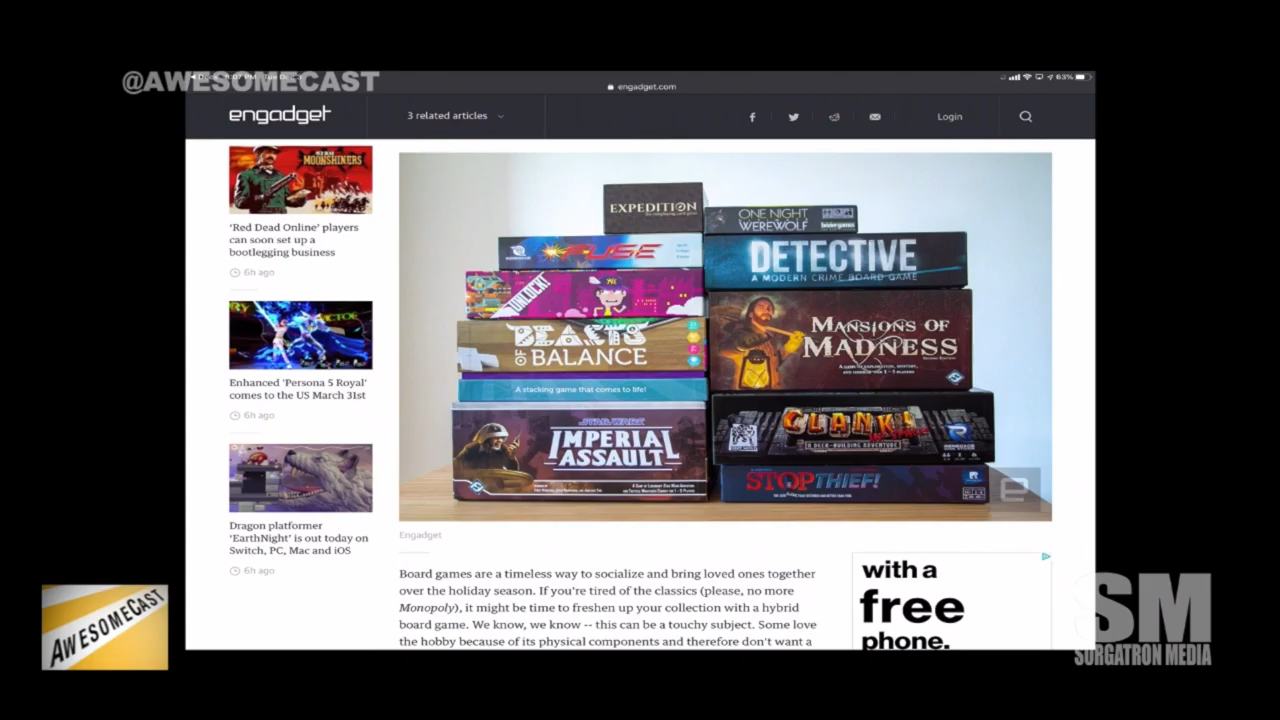 @AWESOMECAST
63%
engadget.com
engadget
3 related articles
Login
MOONSHINERS
'Red Dead Online' players
can soon set up a
bootlegging business
6h ago
Enhanced 'Persona 5 Royal'
comes to the US March 31st
6h ago
Dragon platformer
'EarthNight' is out today on
Switch, PC, Mac and iOS
6h ago
EXPEDITION
ONE NIGHT
WEREWOLF
FUSE
DETECTIVE
A MODERN CRIME BOARD GAME
UNLOCK!
BEASTS
OF BALANCE
A stacking game that comes to life!
MANSIONS OF
MADNESS
STAR WARS
IMPERIAL
ASSAULT
CLANK!
A DECK-BUILDING ADVENTURE
STOP THIEF!
Engadget
Board games are a timeless way to socialize and bring loved ones together
over the holiday season. If you're tired of the classics (please, no more
Monopoly), it might be time to freshen up your collection with a hybrid
board game. We know, we know -- this can be a touchy subject. Some love
the hobby because of its physical components and therefore don't want a
with a
free
phone.
AWESOMECAST
SM
SORGATRON MEDIA